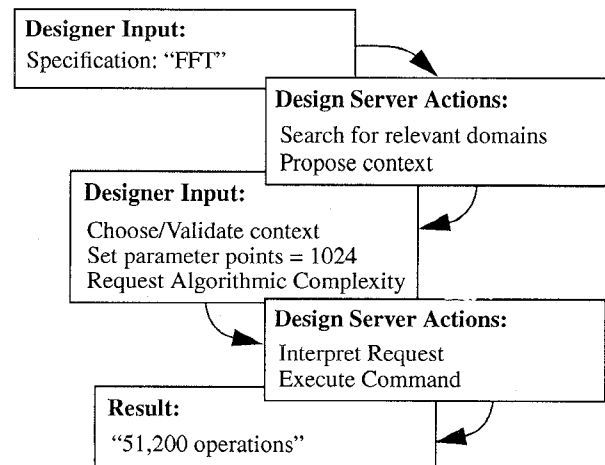 Designer Input:
Specification: “FFT”
Design Server Actions:
Search for relevant domains
Propose context
Designer Input:
Choose/Validate context
Set parameter points = 1024
Request Algorithmic Complexity
Design Server Actions:
Interpret Request
Execute Command
Result:
“51,200 operations”